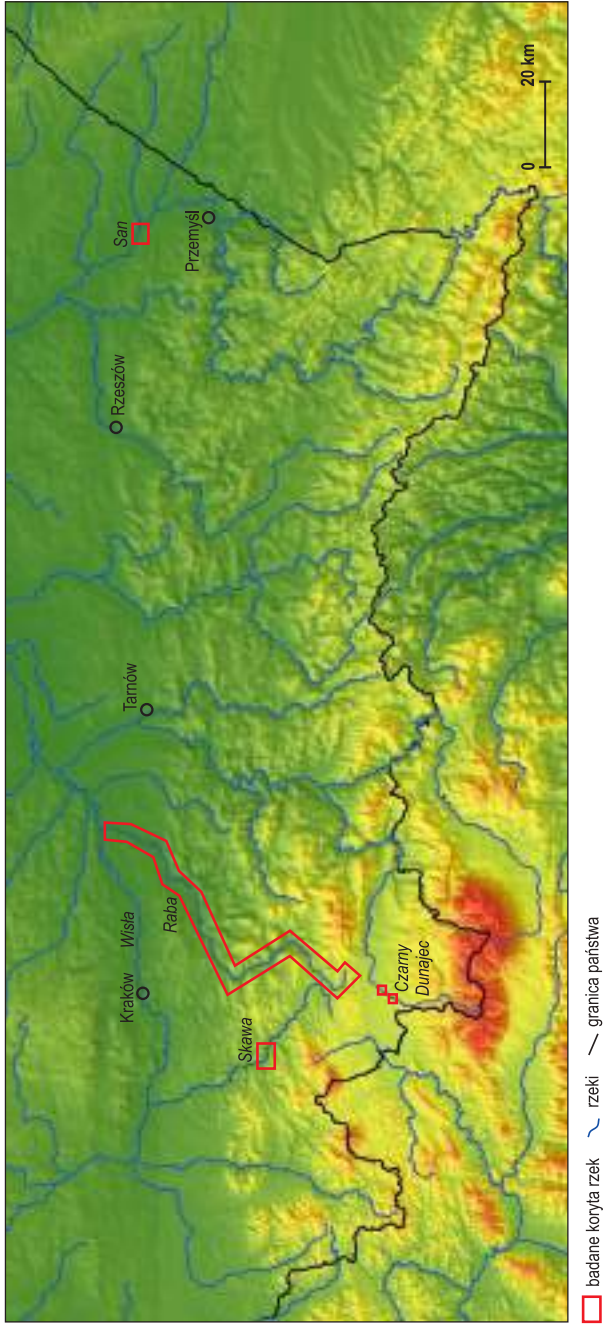 San
Przemyśl
Rzeszów
Tarnów
Kraków
Wisła
Raba
Skawa
Czarny
Dunajec
0 20 km
badane koryta rzek rzeki granica państwa